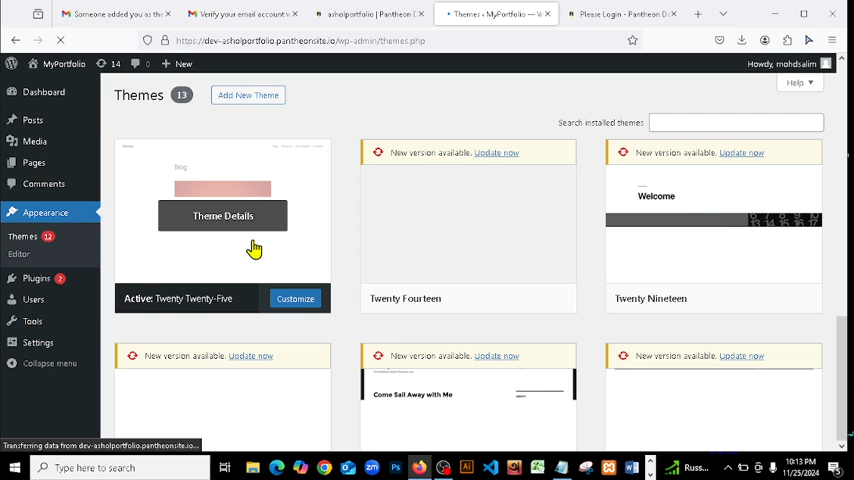 Someone added you as the
Verify your email account v
asholportfolio | Pantheon D
Themes ‹ MyPortfolio — W
Please Login - Pantheon D
https://dev-asholportfolio.pantheonsite.io/wp-admin/themes.php
MyPortfolio
14
0
New
Howdy, mohdsalim
Dashboard
Posts
Media
Pages
Comments
Appearance
Themes 12
Editor
Plugins 2
Users
Tools
Settings
Collapse menu
Themes 13
Add New Theme
Help
Search installed themes
Blog
Theme Details
Active: Twenty Twenty-Five
Customize
New version available. Update now
Twenty Fourteen
New version available. Update now
Welcome
Twenty Nineteen
New version available. Update now
New version available. Update now
Come Sail Away with Me
New version available. Update now
Transferring data from dev-asholportfolio.pantheonsite.io...
Type here to search
Russ...
10:13 PM
11/25/2024